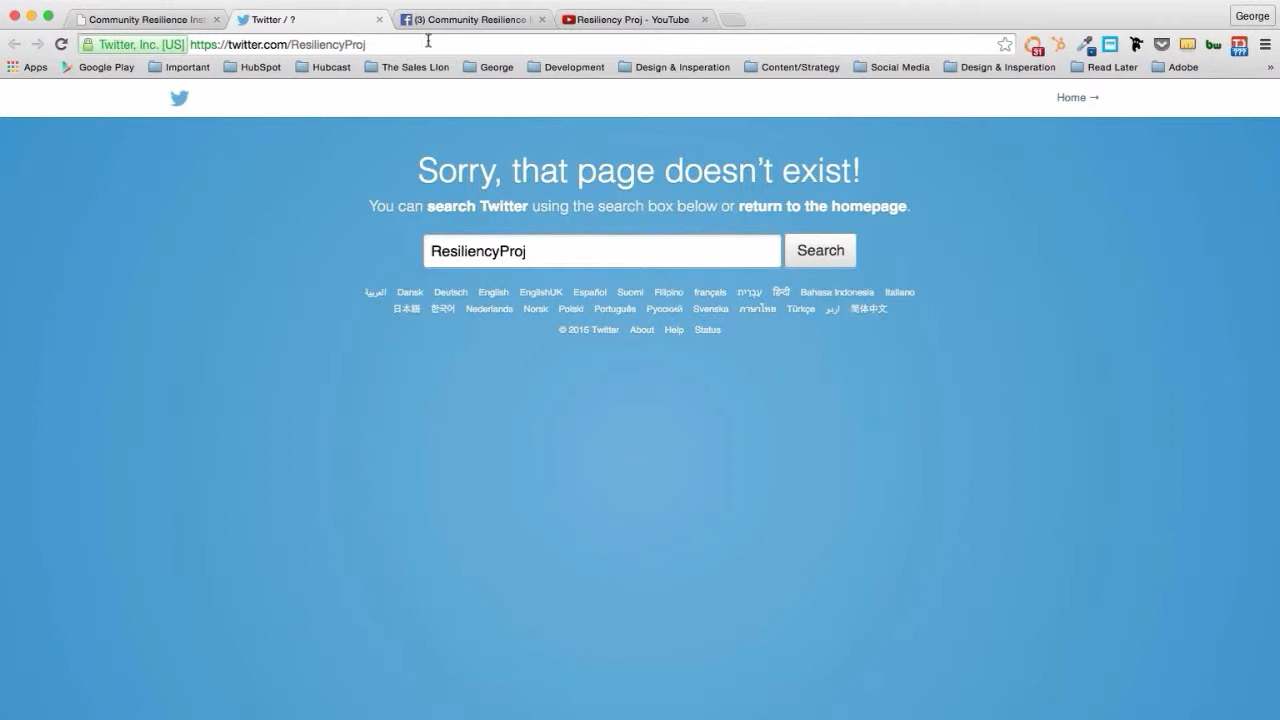 Community Resilience Inst
Twitter / ?
(3) Community Resilience I
Resiliency Proj - YouTube
George
Twitter, Inc. [US] https://twitter.com/ResiliencyProj
31
Apps Google Play Important HubSpot Hubcast The Sales Lion George Development Design & Insperation Content/Strategy Social Media Design & Insperation Read Later Adobe »
Home →
Sorry, that page doesn't exist!
You can search Twitter using the search box below or return to the homepage.
ResiliencyProj Search
العربية Dansk Deutsch English EnglishUK Español Suomi Filipino français עִבְרִית हिन्दी Bahasa Indonesia Italiano
日本語 한국어 Nederlands Norsk Polski Português Русский Svenska ภาษาไทย Türkçe اردو 简体中文
© 2015 Twitter About Help Status